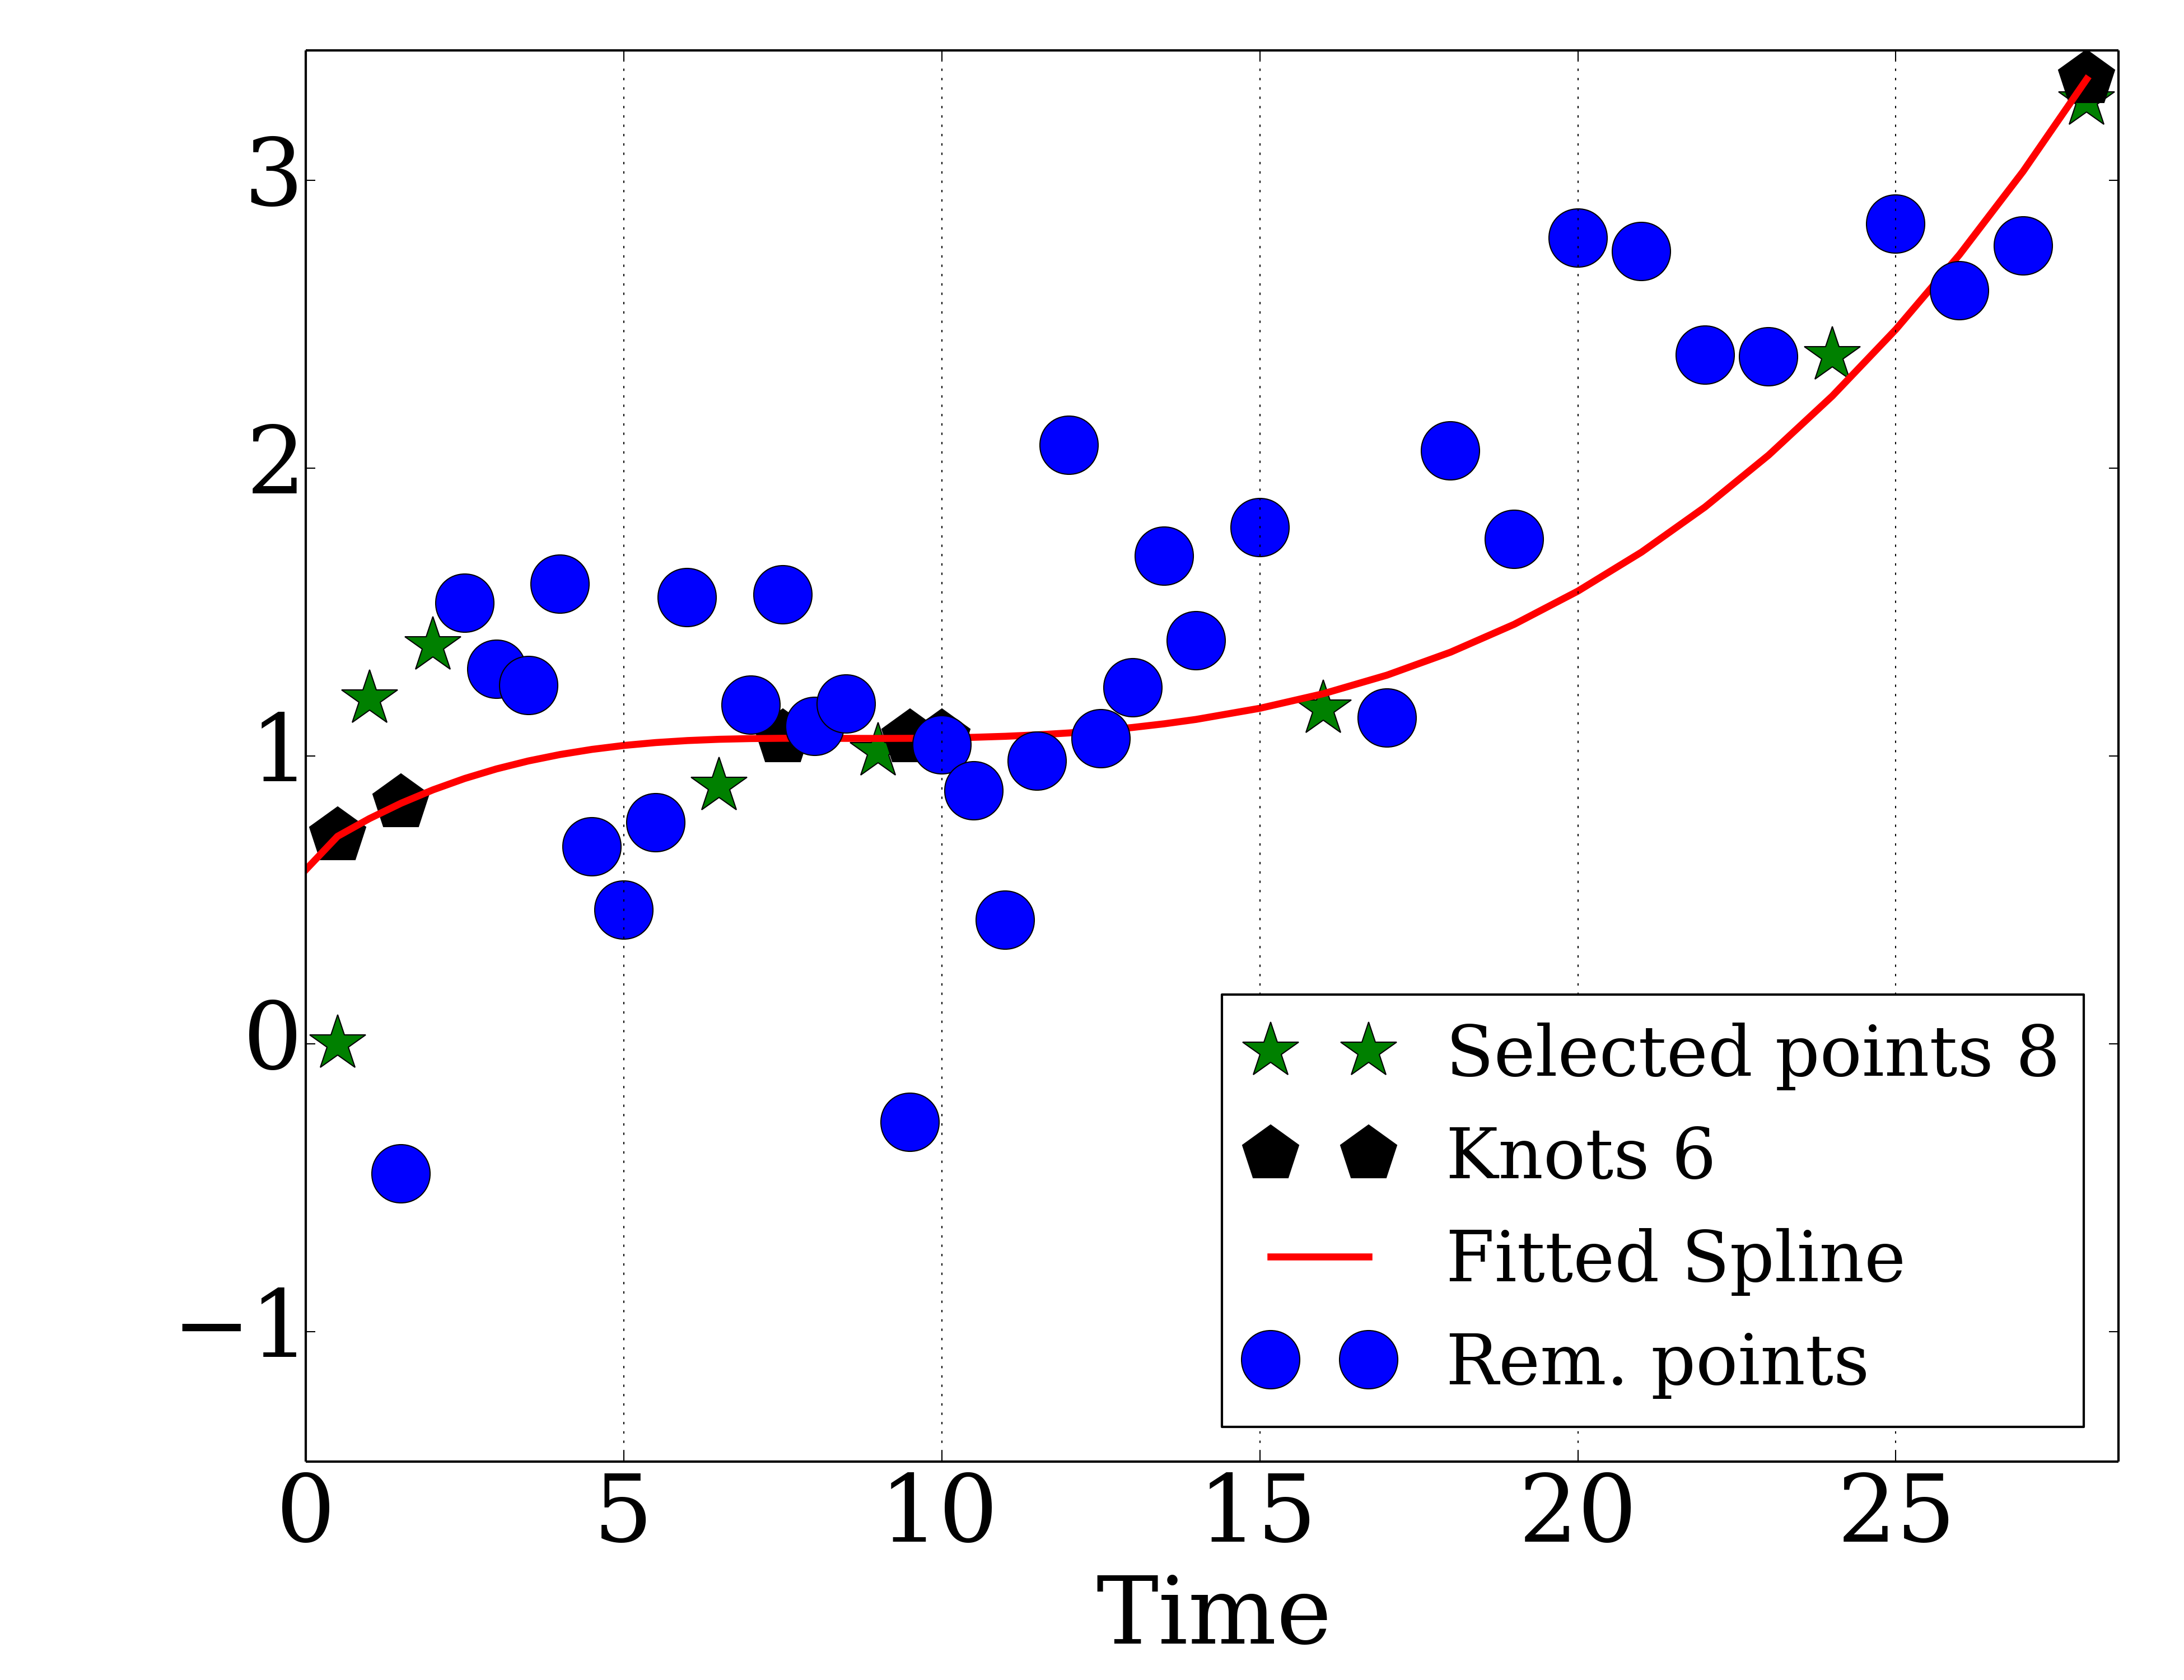 3
2
1
0
−1
Selected points 8
Knots 6
Fitted Spline
Rem. points
0 5 10 15 20 25
Time